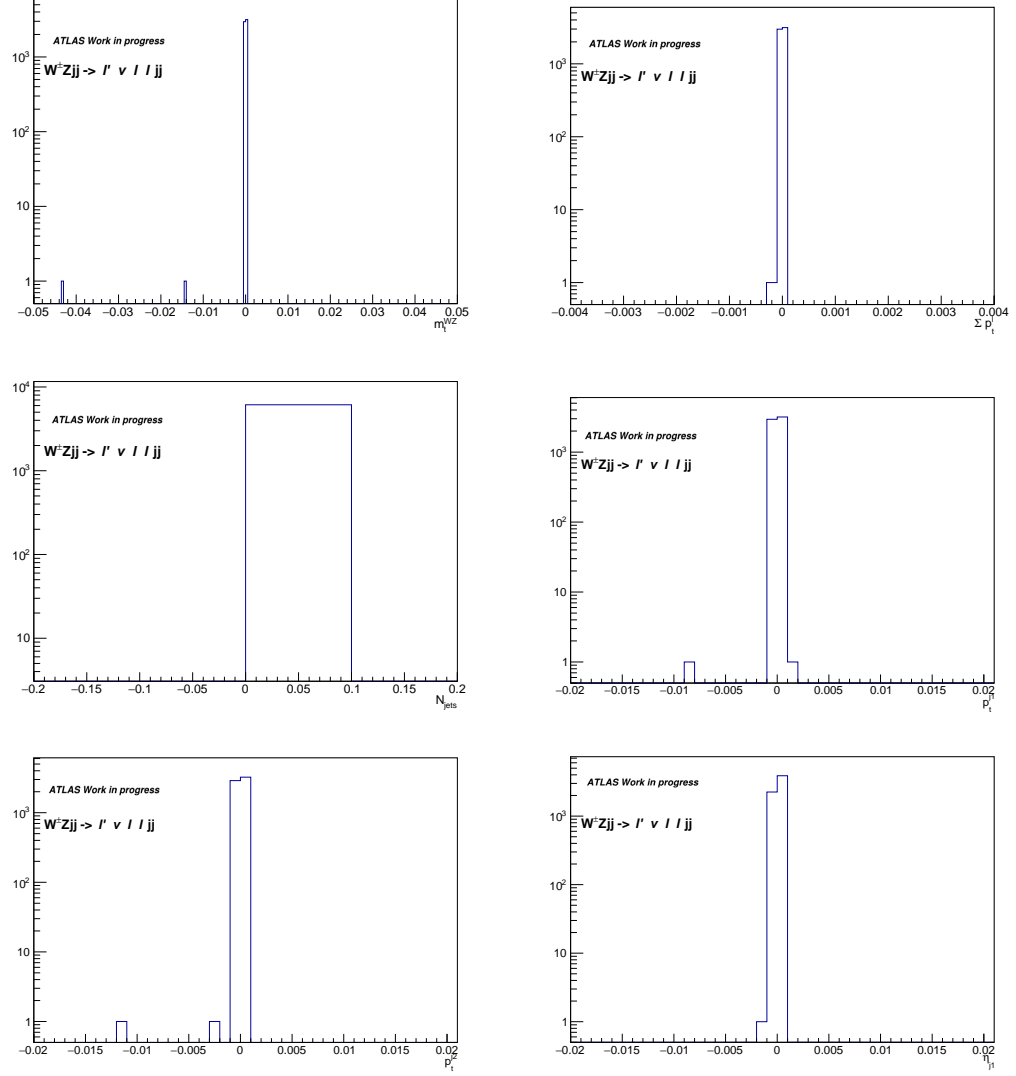 10³
ATLAS Work in progress
W±Zjj -> l' ν l l jj
10²
10
1
−0.05 −0.04 −0.03 −0.02 −0.01 0 0.01 0.02 0.03 0.04 0.05
m_t^WZ
ATLAS Work in progress
10³
W±Zjj -> l' ν l l jj
10²
10
1
−0.004 −0.003 −0.002 −0.001 0 0.001 0.002 0.003 0.004
Σ p_t^l
10⁴
ATLAS Work in progress
W±Zjj -> l' ν l l jj
10³
10²
10
−0.2 −0.15 −0.1 −0.05 0 0.05 0.1 0.15 0.2
N_jets
ATLAS Work in progress
10³
W±Zjj -> l' ν l l jj
10²
10
1
−0.02 −0.015 −0.01 −0.005 0 0.005 0.01 0.015 0.02
p_t^j1
ATLAS Work in progress
10³
W±Zjj -> l' ν l l jj
10²
10
1
−0.02 −0.015 −0.01 −0.005 0 0.005 0.01 0.015 0.02
p_t^j2
ATLAS Work in progress
10³
W±Zjj -> l' ν l l jj
10²
10
1
−0.02 −0.015 −0.01 −0.005 0 0.005 0.01 0.015 0.02
η_j1